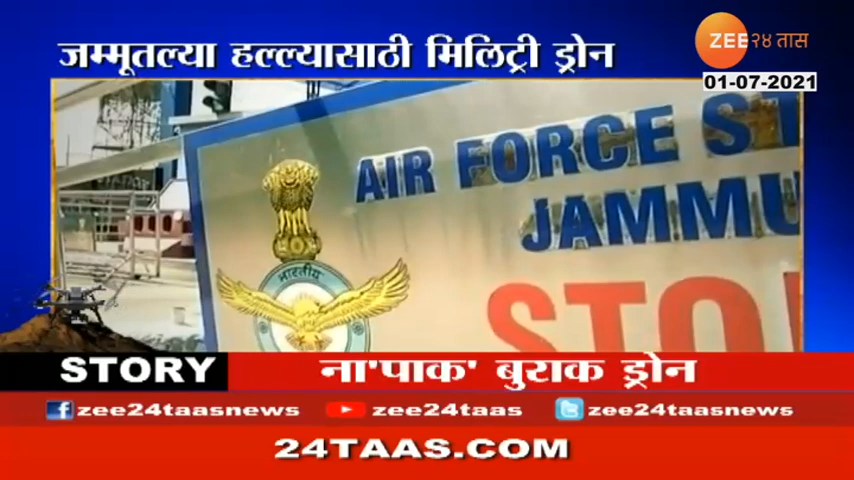 जम्मूतल्या हल्ल्यासाठी मिलिट्री ड्रोन
ZEE २४ तास
01-07-2021
AIR FORCE ST
JAMMU
भारतीय
STO
STORY
ना'पाक' बुराक ड्रोन
zee24taasnews
zee24taas
zee24taasnews
24TAAS.COM